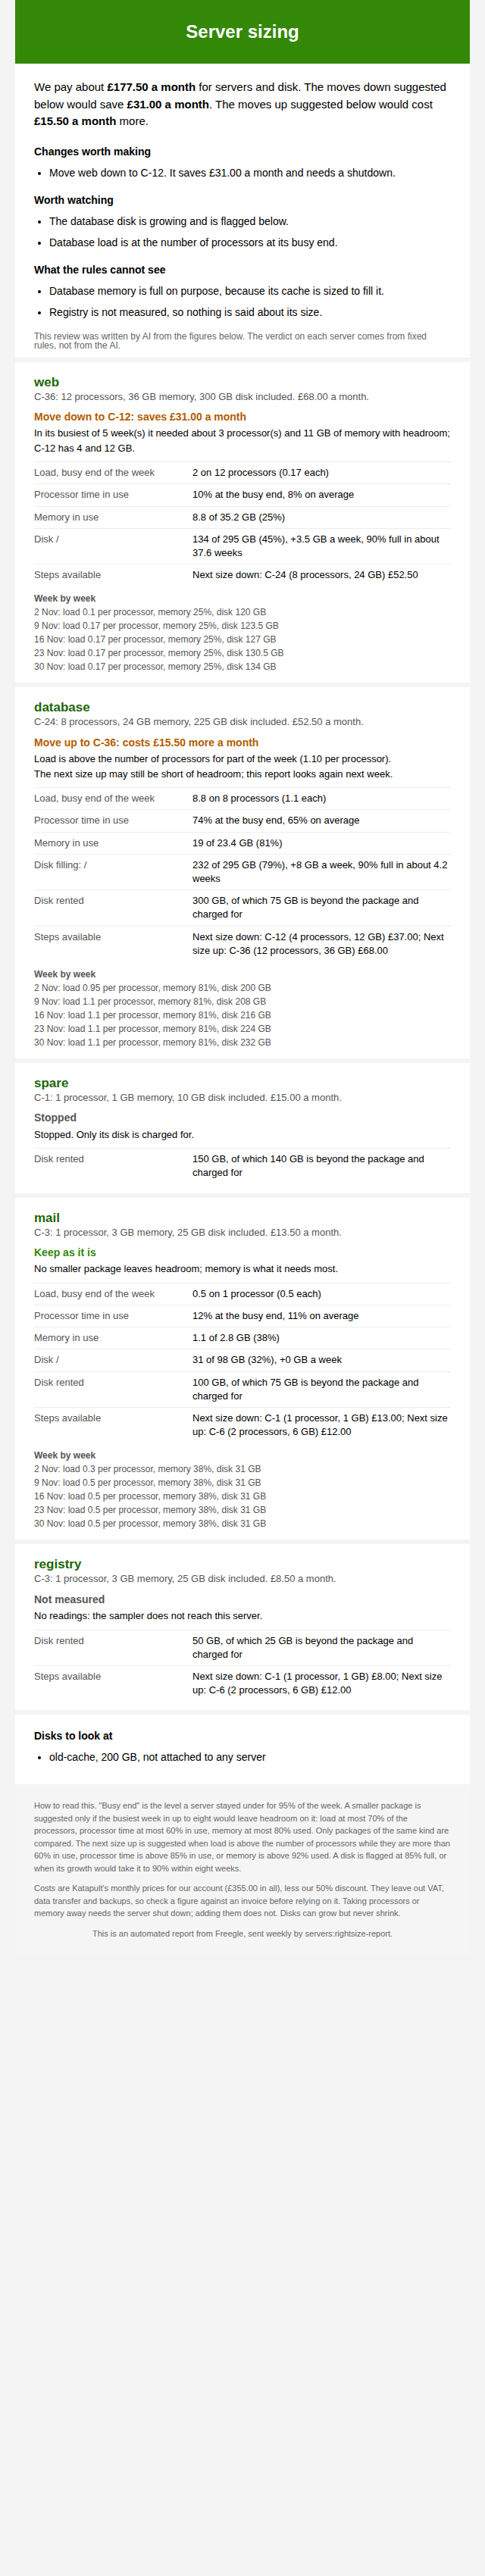 Server sizing
We pay about £177.50 a month for servers and disk. The moves down suggested
below would save £31.00 a month. The moves up suggested below would cost
£15.50 a month more.
Changes worth making
• Move web down to C-12. It saves £31.00 a month and needs a shutdown.
Worth watching
• The database disk is growing and is flagged below.
• Database load is at the number of processors at its busy end.
What the rules cannot see
• Database memory is full on purpose, because its cache is sized to fill it.
• Registry is not measured, so nothing is said about its size.
This review was written by AI from the figures below. The verdict on each server comes from fixed
rules, not from the AI.
web
C-36: 12 processors, 36 GB memory, 300 GB disk included. £68.00 a month.
Move down to C-12: saves £31.00 a month
In its busiest of 5 week(s) it needed about 3 processor(s) and 11 GB of memory with headroom;
C-12 has 4 and 12 GB.
Load, busy end of the week 2 on 12 processors (0.17 each)
Processor time in use 10% at the busy end, 8% on average
Memory in use 8.8 of 35.2 GB (25%)
Disk / 134 of 295 GB (45%), +3.5 GB a week, 90% full in about
37.6 weeks
Steps available Next size down: C-24 (8 processors, 24 GB) £52.50
Week by week
2 Nov: load 0.1 per processor, memory 25%, disk 120 GB
9 Nov: load 0.17 per processor, memory 25%, disk 123.5 GB
16 Nov: load 0.17 per processor, memory 25%, disk 127 GB
23 Nov: load 0.17 per processor, memory 25%, disk 130.5 GB
30 Nov: load 0.17 per processor, memory 25%, disk 134 GB
database
C-24: 8 processors, 24 GB memory, 225 GB disk included. £52.50 a month.
Move up to C-36: costs £15.50 more a month
Load is above the number of processors for part of the week (1.10 per processor).
The next size up may still be short of headroom; this report looks again next week.
Load, busy end of the week 8.8 on 8 processors (1.1 each)
Processor time in use 74% at the busy end, 65% on average
Memory in use 19 of 23.4 GB (81%)
Disk filling: / 232 of 295 GB (79%), +8 GB a week, 90% full in about 4.2
weeks
Disk rented 300 GB, of which 75 GB is beyond the package and
charged for
Steps available Next size down: C-12 (4 processors, 12 GB) £37.00; Next
size up: C-36 (12 processors, 36 GB) £68.00
Week by week
2 Nov: load 0.95 per processor, memory 81%, disk 200 GB
9 Nov: load 1.1 per processor, memory 81%, disk 208 GB
16 Nov: load 1.1 per processor, memory 81%, disk 216 GB
23 Nov: load 1.1 per processor, memory 81%, disk 224 GB
30 Nov: load 1.1 per processor, memory 81%, disk 232 GB
spare
C-1: 1 processor, 1 GB memory, 10 GB disk included. £15.00 a month.
Stopped
Stopped. Only its disk is charged for.
Disk rented 150 GB, of which 140 GB is beyond the package and
charged for
mail
C-3: 1 processor, 3 GB memory, 25 GB disk included. £13.50 a month.
Keep as it is
No smaller package leaves headroom; memory is what it needs most.
Load, busy end of the week 0.5 on 1 processor (0.5 each)
Processor time in use 12% at the busy end, 11% on average
Memory in use 1.1 of 2.8 GB (38%)
Disk / 31 of 98 GB (32%), +0 GB a week
Disk rented 100 GB, of which 75 GB is beyond the package and
charged for
Steps available Next size down: C-1 (1 processor, 1 GB) £13.00; Next size
up: C-6 (2 processors, 6 GB) £12.00
Week by week
2 Nov: load 0.3 per processor, memory 38%, disk 31 GB
9 Nov: load 0.5 per processor, memory 38%, disk 31 GB
16 Nov: load 0.5 per processor, memory 38%, disk 31 GB
23 Nov: load 0.5 per processor, memory 38%, disk 31 GB
30 Nov: load 0.5 per processor, memory 38%, disk 31 GB
registry
C-3: 1 processor, 3 GB memory, 25 GB disk included. £8.50 a month.
Not measured
No readings: the sampler does not reach this server.
Disk rented 50 GB, of which 25 GB is beyond the package and
charged for
Steps available Next size down: C-1 (1 processor, 1 GB) £8.00; Next size
up: C-6 (2 processors, 6 GB) £12.00
Disks to look at
• old-cache, 200 GB, not attached to any server
How to read this. "Busy end" is the level a server stayed under for 95% of the week. A smaller package is
suggested only if the busiest week in up to eight would leave headroom on it: load at most 70% of the
processors, processor time at most 60% in use, memory at most 80% used. Only packages of the same kind are
compared. The next size up is suggested when load is above the number of processors while they are more than
60% in use, processor time is above 85% in use, or memory is above 92% used. A disk is flagged at 85% full, or
when its growth would take it to 90% within eight weeks.
Costs are Katapult's monthly prices for our account (£355.00 in all), less our 50% discount. They leave out VAT,
data transfer and backups, so check a figure against an invoice before relying on it. Taking processors or
memory away needs the server shut down; adding them does not. Disks can grow but never shrink.
This is an automated report from Freegle, sent weekly by servers:rightsize-report.